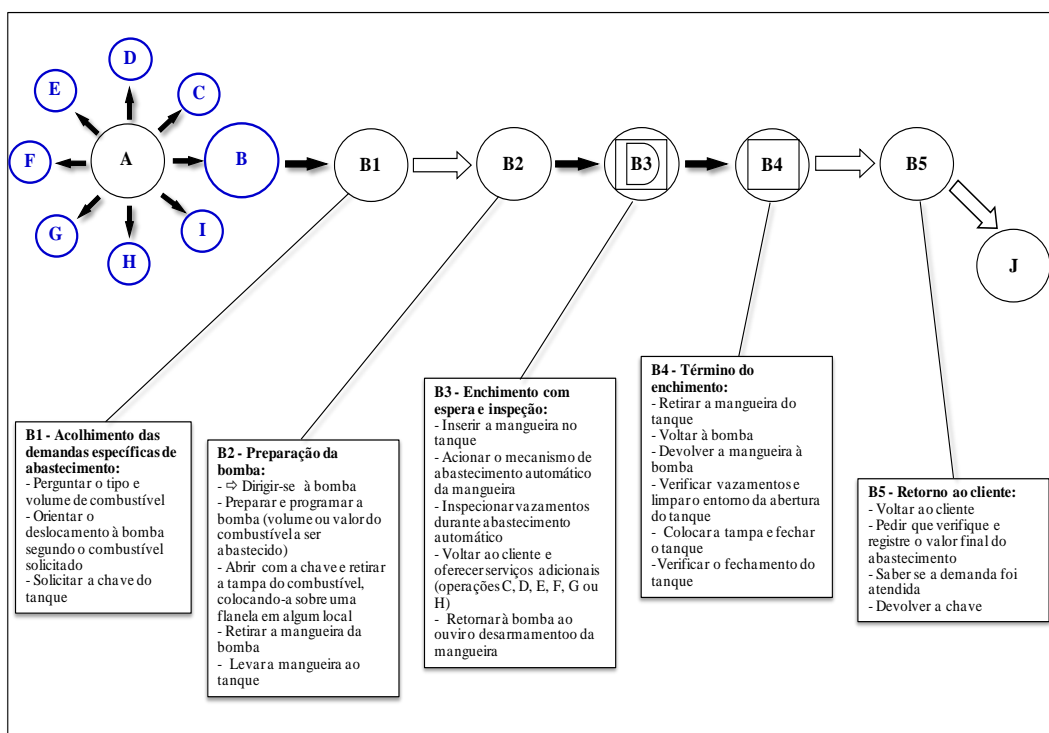 D
E
C
F
A
B
B1
B2
B3
B4
B5
G
I
H
J
B1 - Acolhimento das
demandas específicas de
abastecimento:
- Perguntar o tipo e
volume de combustível
- Orientar o
deslocamento à bomba
segundo o combustível
solicitado
- Solicitar a chave do
tanque
B2 - Preparação da
bomba:
- ⇨ Dirigir-se à bomba
- Preparar e programar a
bomba (volume ou valor do
combustível a ser
abastecido)
- Abrir com a chave e retirar
a tampa do combustível,
colocando-a sobre uma
flanela em algum local
- Retirar a mangueira da
bomba
- Levar a mangueira ao
tanque
B3 - Enchimento com
espera e inspeção:
- Inserir a mangueira no
tanque
- Acionar o mecanismo de
abastecimento automático
da mangueira
- Inspecionar vazamentos
durante abastecimento
automático
- Voltar ao cliente e
oferecer serviços adicionais
(operações C, D, E, F, G ou
H)
- Retornar à bomba ao
ouvir o desarmamentoo da
mangueira
B4 - Término do
enchimento:
- Retirar a mangueira do
tanque
- Voltar à bomba
- Devolver a mangueira à
bomba
- Verificar vazamentos e
limpar o entorno da abertura
do tanque
- Colocar a tampa e fechar
o tanque
-Verificar o fechamento do
tanque
B5 - Retorno ao cliente:
- Voltar ao cliente
- Pedir que verifique e
registre o valor final do
abastecimento
- Saber se a demanda foi
atendida
- Devolver a chave